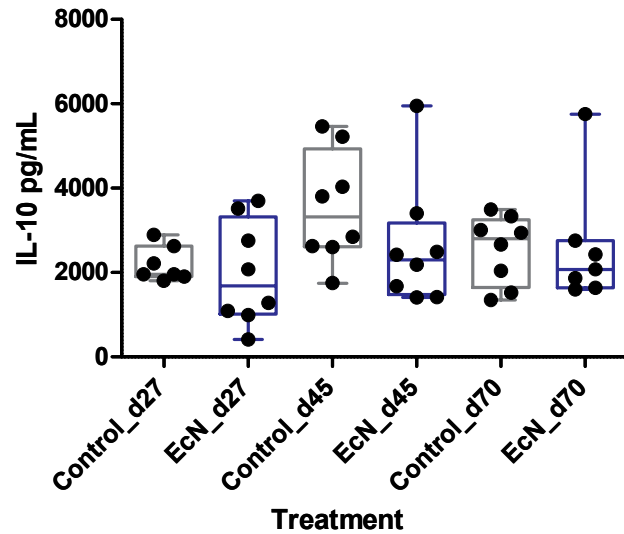 8000
6000
4000
2000
0
IL-10 pg/mL
Control_d27
EcN_d27
Control_d45
EcN_d45
Control_d70
EcN_d70
Treatment